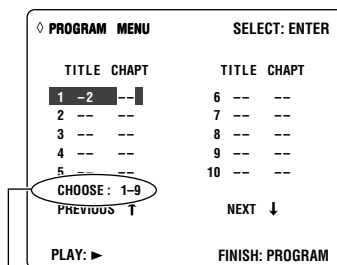 ◊ PROGRAM MENU SELECT: ENTER
TITLE CHAPT TITLE CHAPT
1 –2 –– 6 –– ––
2 –– –– 7 –– ––
3 –– –– 8 –– ––
4 –– –– 9 –– ––
5 –– –– 10 –– ––
CHOOSE : 1–9
PREVIOUS ↑ NEXT ↓
PLAY: ► FINISH: PROGRAM